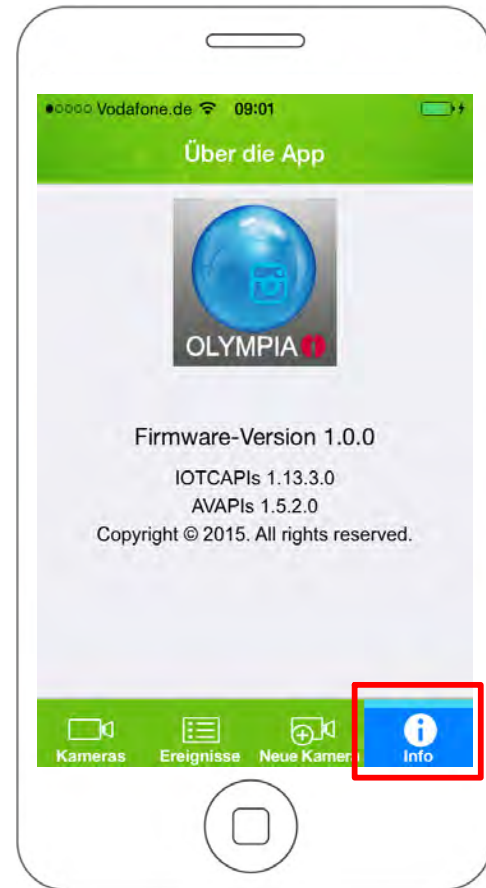 Vodafone.de 09:01
Über die App
OLYMPIA
Firmware-Version 1.0.0
IOTCAPIs 1.13.3.0
AVAPIs 1.5.2.0
Copyright © 2015. All rights reserved.
Kameras Ereignisse Neue Kamera Info